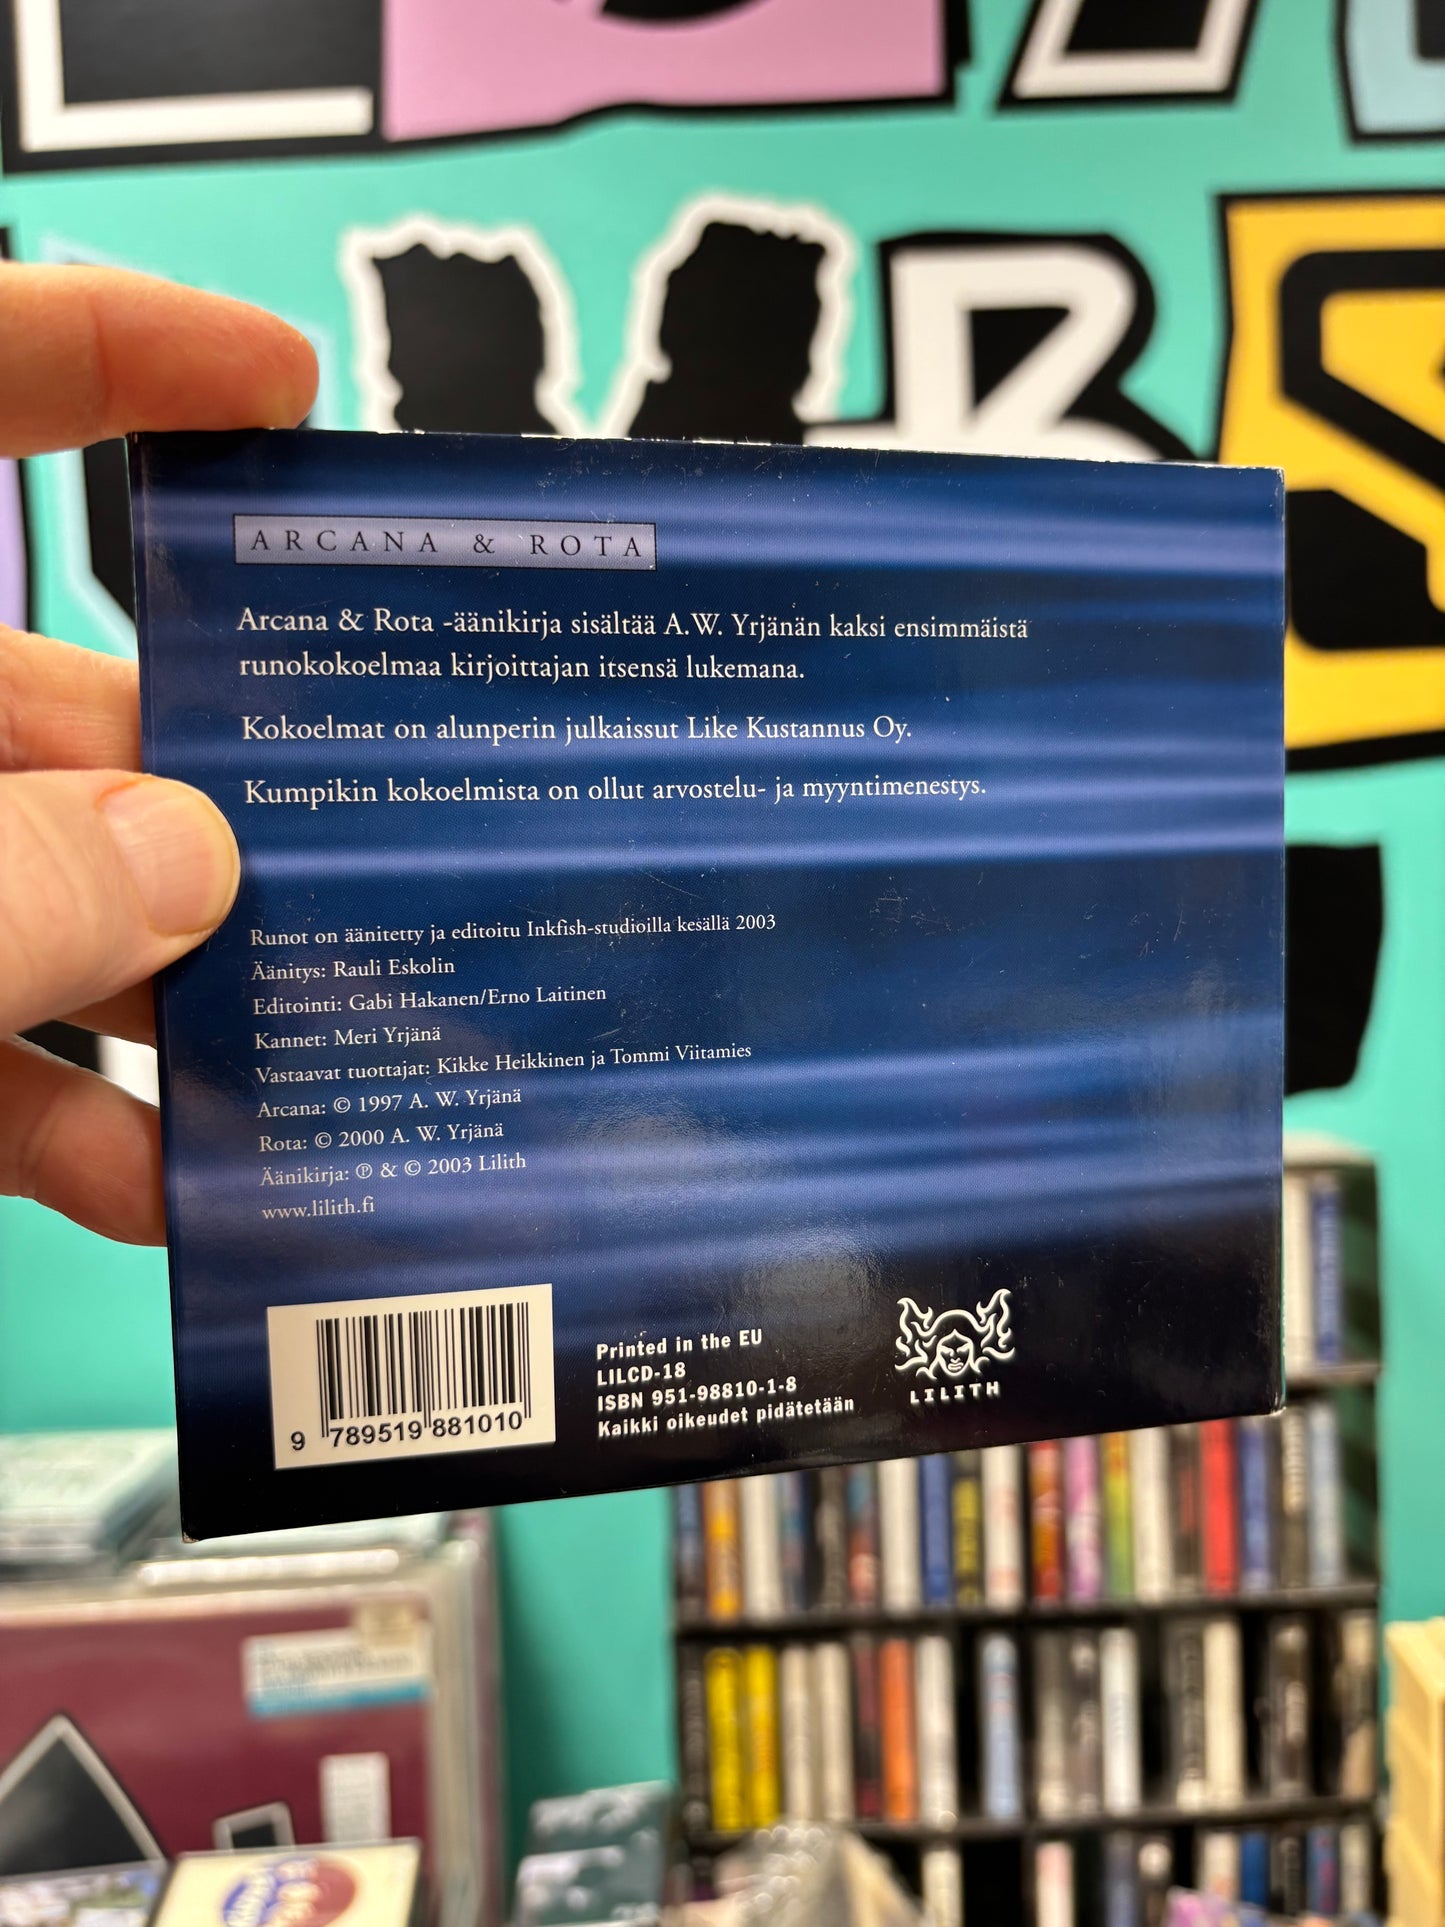 ARCANA & ROTA
Arcana & Rota -äänikirja sisältää A.W. Yrjänän kaksi ensimmäistä
runokokoelmaa kirjoittajan itsensä lukemana.
Kokoelmat on alunperin julkaissut Like Kustannus Oy.
Kumpikin kokoelmista on ollut arvostelu- ja myyntimenestys.
Runot on äänitetty ja editoitu Inkfish-studioilla kesällä 2003
Äänitys: Rauli Eskolin
Editointi: Gabi Hakanen/Erno Laitinen
Kannet: Meri Yrjänä
Vastaavat tuottajat: Kikke Heikkinen ja Tommi Viitamies
Arcana: © 1997 A. W. Yrjänä
Rota: © 2000 A. W. Yrjänä
Äänikirja: ℗ & © 2003 Lilith
www.lilith.fi
9 789519 881010
Printed in the EU
LILCD-18
ISBN 951-98810-1-8
Kaikki oikeudet pidätetään
LILITH